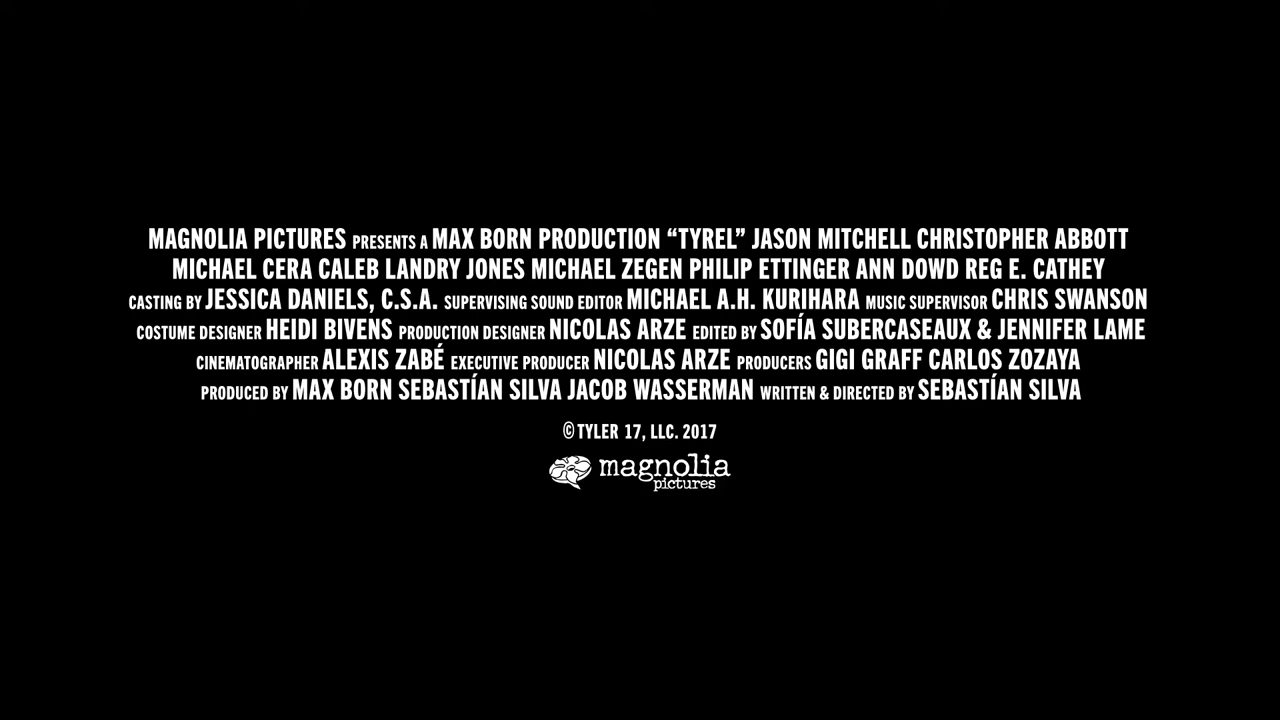 MAGNOLIA PICTURES PRESENTS A MAX BORN PRODUCTION “TYREL” JASON MITCHELL CHRISTOPHER ABBOTT
MICHAEL CERA CALEB LANDRY JONES MICHAEL ZEGEN PHILIP ETTINGER ANN DOWD REG E. CATHEY
CASTING BY JESSICA DANIELS, C.S.A. SUPERVISING SOUND EDITOR MICHAEL A.H. KURIHARA MUSIC SUPERVISOR CHRIS SWANSON
COSTUME DESIGNER HEIDI BIVENS PRODUCTION DESIGNER NICOLAS ARZE EDITED BY SOFÍA SUBERCASEAUX & JENNIFER LAME
CINEMATOGRAPHER ALEXIS ZABÉ EXECUTIVE PRODUCER NICOLAS ARZE PRODUCERS GIGI GRAFF CARLOS ZOZAYA
PRODUCED BY MAX BORN SEBASTÍAN SILVA JACOB WASSERMAN WRITTEN & DIRECTED BY SEBASTÍAN SILVA
©TYLER 17, LLC. 2017
magnolia
pictures